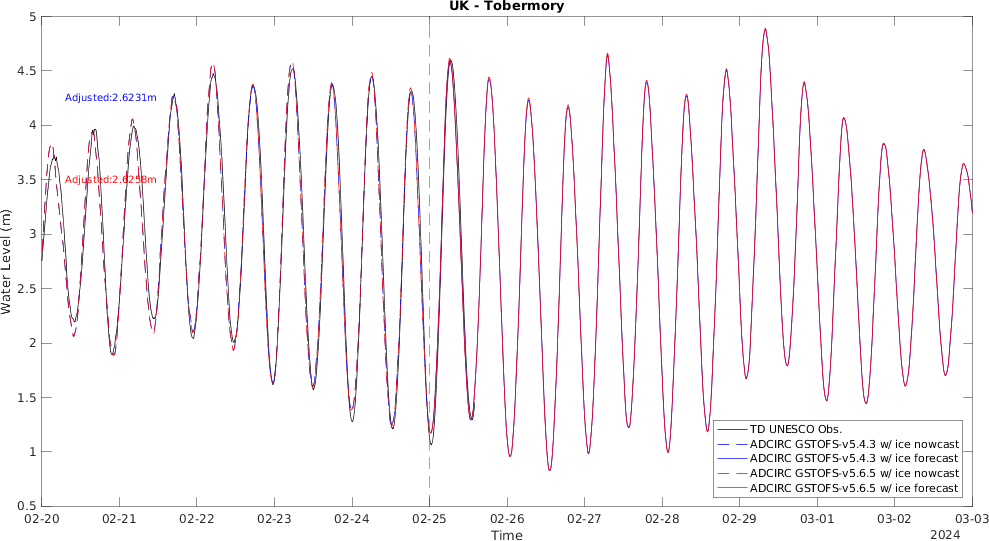 UK - Tobermory
5
4.5
4
3.5
3
2.5
2
1.5
1
0.5
Water Level (m)
Adjusted:2.6231m
Adjusted:2.6258m
TD UNESCO Obs.
ADCIRC GSTOFS-v5.4.3 w/ ice nowcast
ADCIRC GSTOFS-v5.4.3 w/ ice forecast
ADCIRC GSTOFS-v5.6.5 w/ ice nowcast
ADCIRC GSTOFS-v5.6.5 w/ ice forecast
02-20 02-21 02-22 02-23 02-24 02-25 02-26 02-27 02-28 02-29 03-01 03-02 03-03
Time
2024